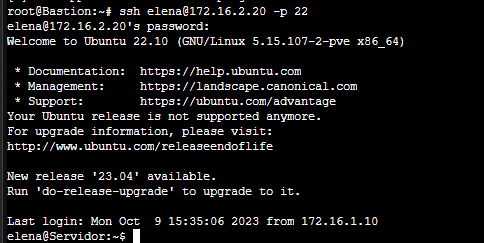 root@Bastion:~# ssh elena@172.16.2.20 -p 22
elena@172.16.2.20's password:
Welcome to Ubuntu 22.10 (GNU/Linux 5.15.107-2-pve x86_64)

 * Documentation:  https://help.ubuntu.com
 * Management:     https://landscape.canonical.com
 * Support:        https://ubuntu.com/advantage
Your Ubuntu release is not supported anymore.
For upgrade information, please visit:
http://www.ubuntu.com/releaseendoflife

New release '23.04' available.
Run 'do-release-upgrade' to upgrade to it.

Last login: Mon Oct  9 15:35:06 2023 from 172.16.1.10
elena@Servidor:~$